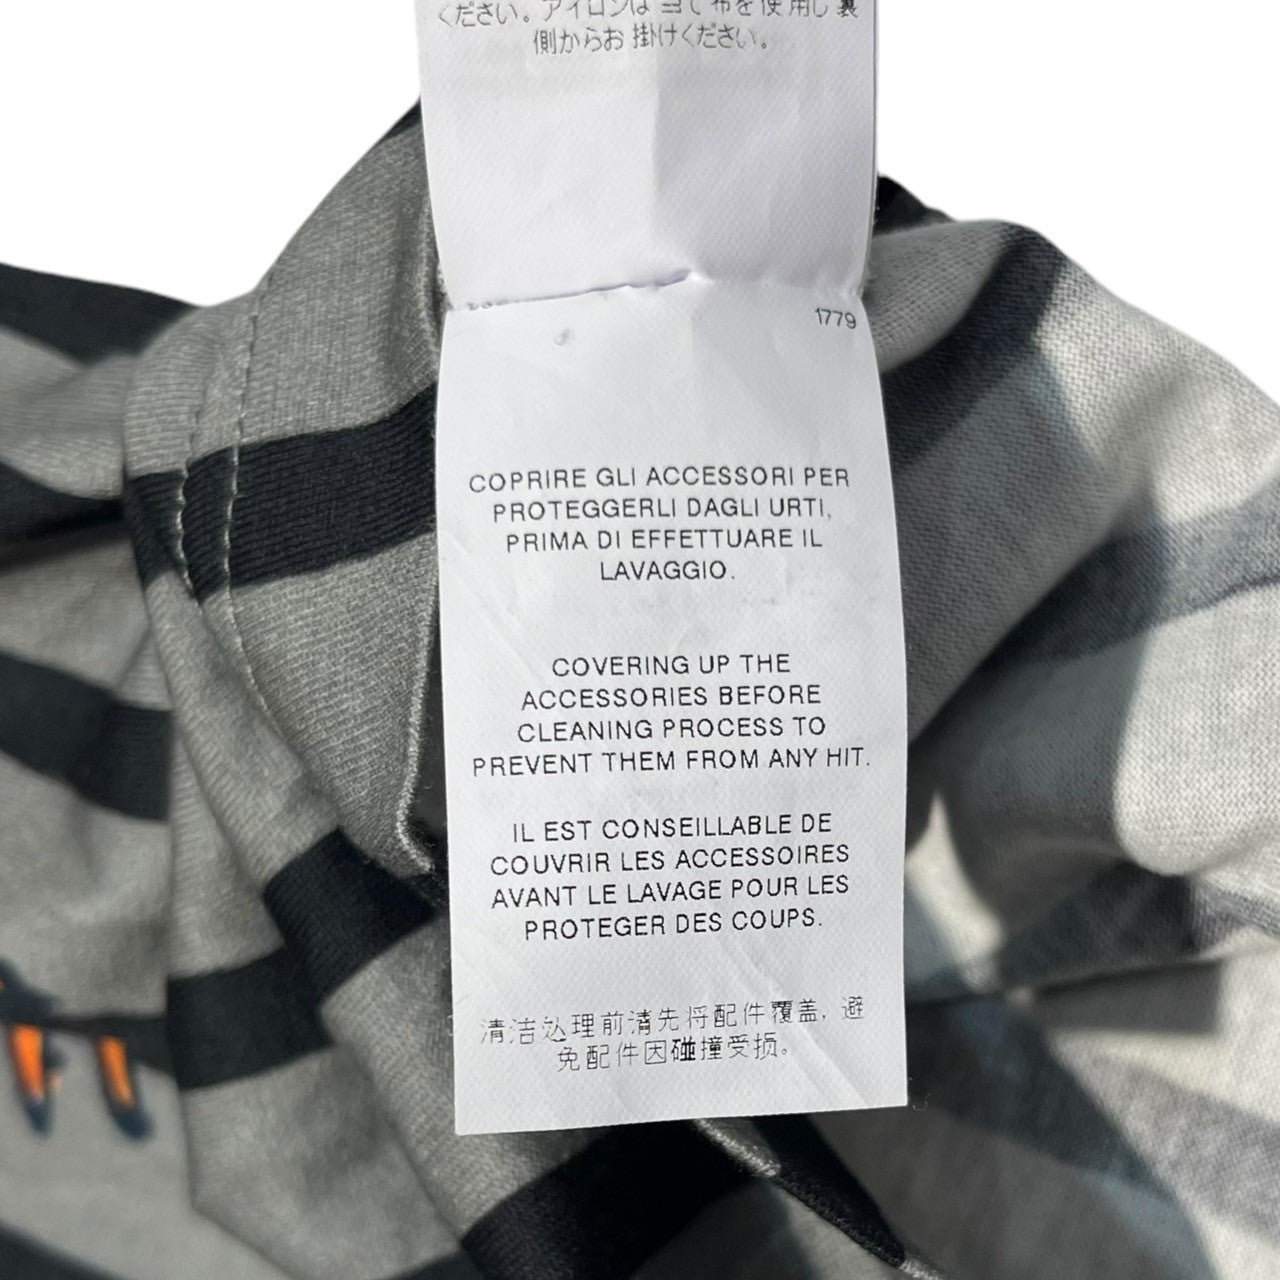 ください。アイロンは当て布を使用し裏
側からお掛けください。
1779
COPRIRE GLI ACCESSORI PER
PROTEGGERLI DAGLI URTI,
PRIMA DI EFFETTUARE IL
LAVAGGIO.
COVERING UP THE
ACCESSORIES BEFORE
CLEANING PROCESS TO
PREVENT THEM FROM ANY HIT.
IL EST CONSEILLABLE DE
COUVRIR LES ACCESSOIRES
AVANT LE LAVAGE POUR LES
PROTEGER DES COUPS.
清洁处理前请先将配件覆盖, 避
免配件因碰撞受损。